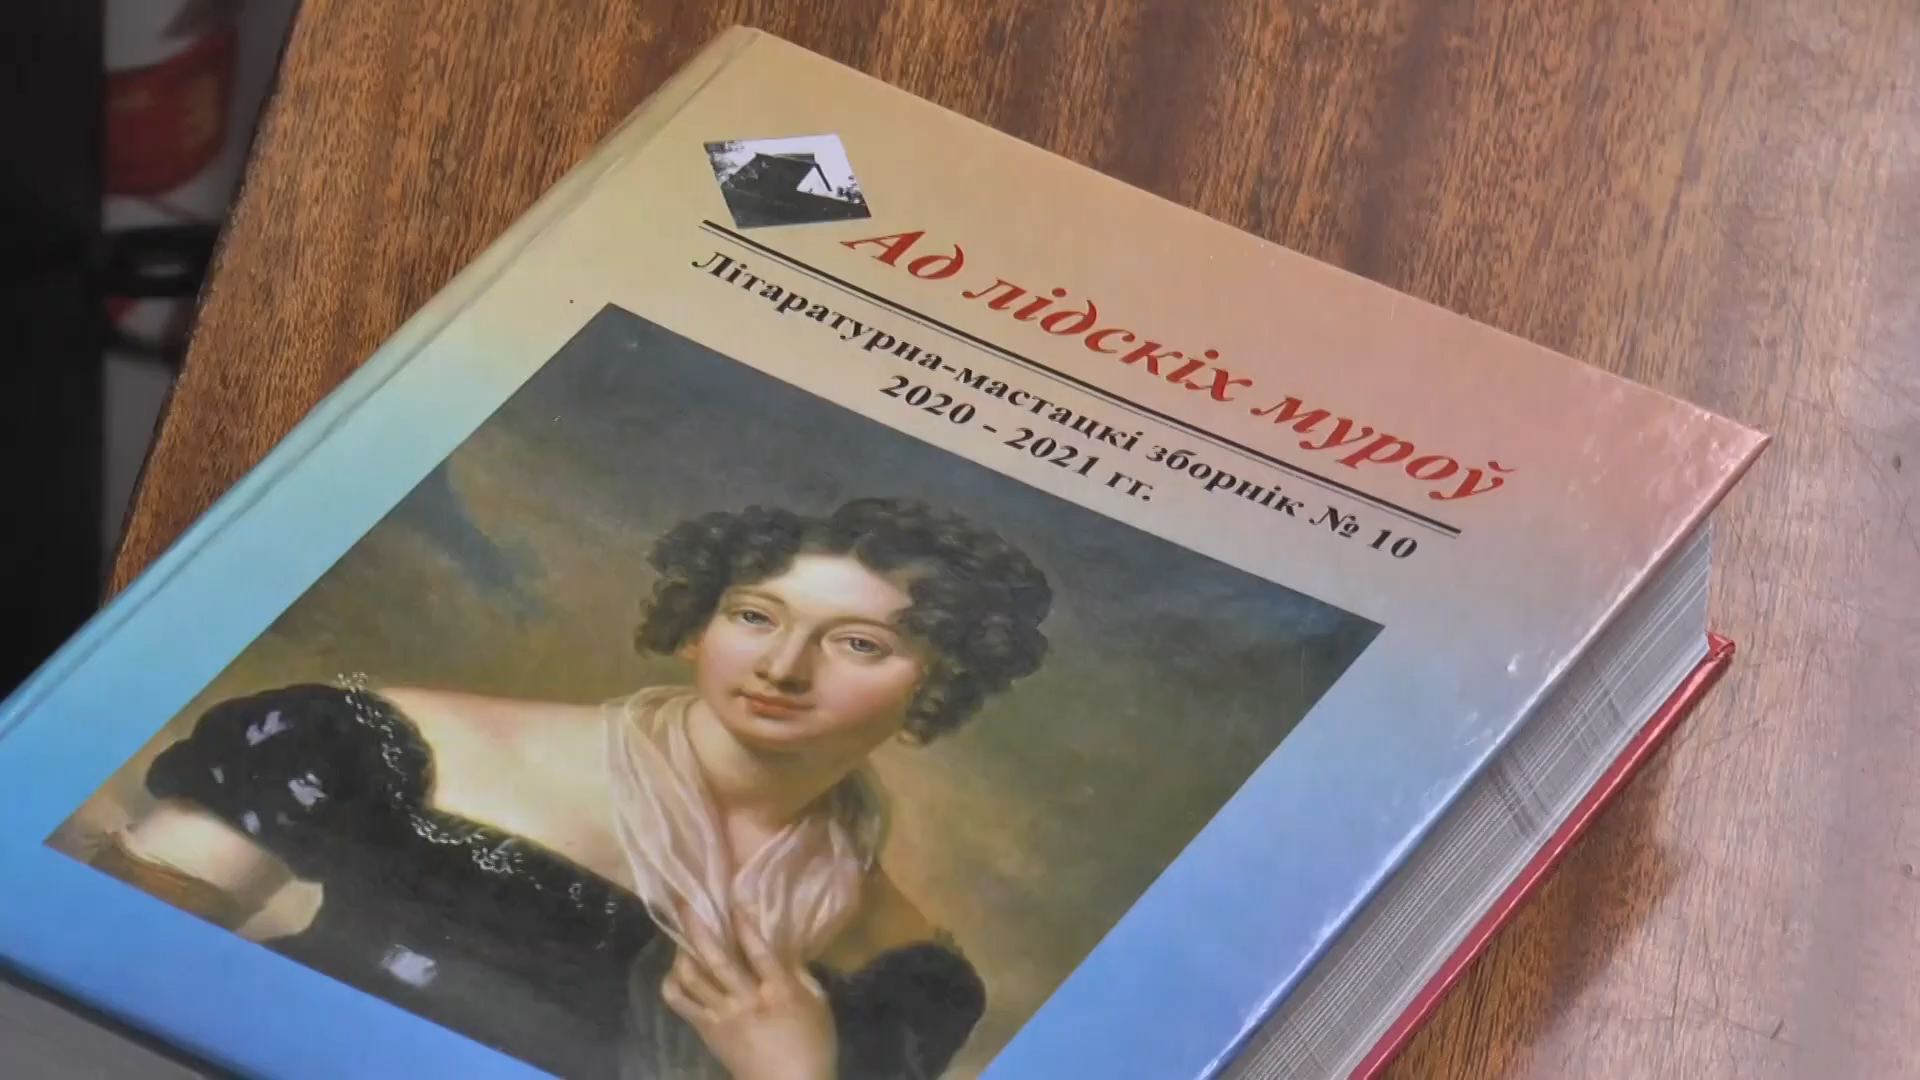 Ад лідскіх муроў
Літаратурна-мастацкі зборнік № 10
2020 - 2021 гг.